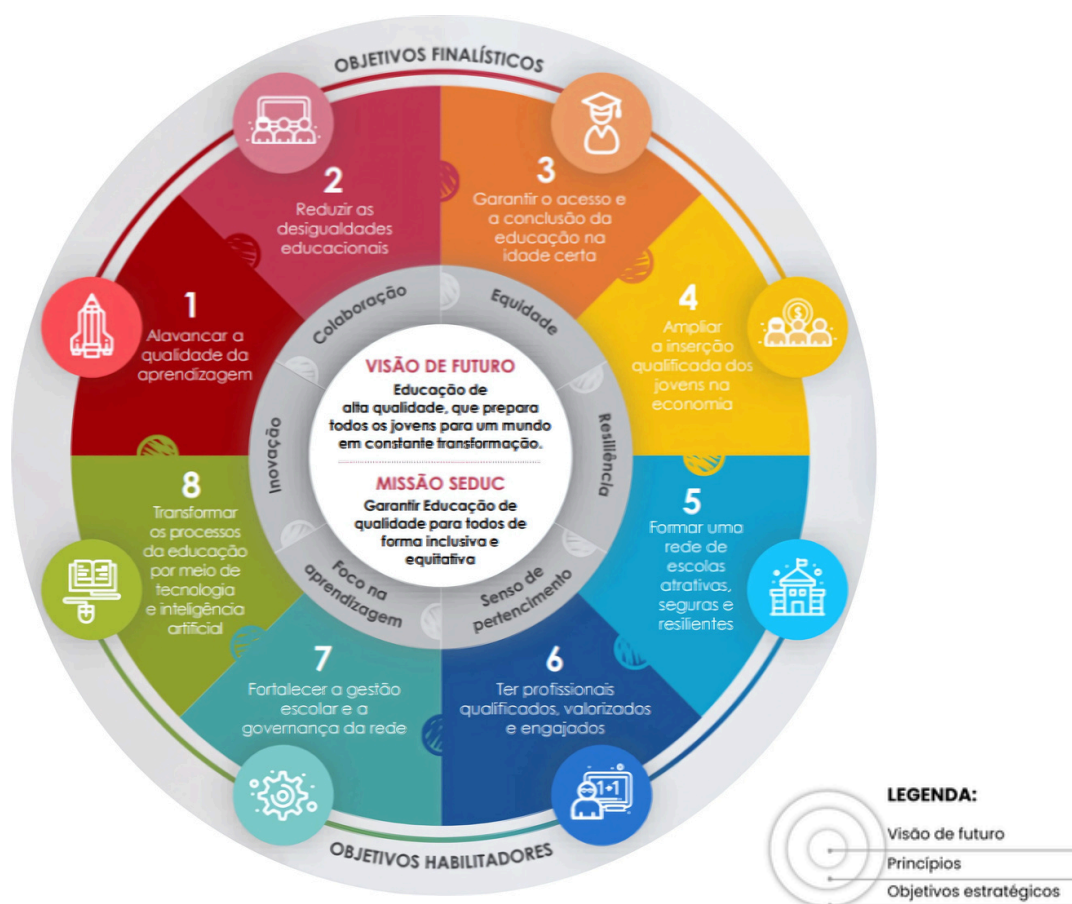 OBJETIVOS FINALÍSTICOS
1
Alavancar a
qualidade da
aprendizagem
2
Reduzir as
desigualdades
educacionais
3
Garantir o acesso e
a conclusão da
educação na
idade certa
4
Ampliar
a inserção
qualificada dos
jovens na
economia
5
Formar uma
rede de
escolas
atrativas,
seguras e
resilientes
6
Ter profissionais
qualificados, valorizados
e engajados
7
Fortalecer a gestão
escolar e a
governança da rede
8
Transformar
os processos
da educação
por meio de
tecnologia
e inteligência
artificial
Colaboração
Equidade
Resiliência
Senso de
pertencimento
Foco na
aprendizagem
Inovação
VISÃO DE FUTURO
Educação de
alta qualidade, que prepara
todos os jovens para um mundo
em constante transformação.
MISSÃO SEDUC
Garantir Educação de
qualidade para todos de
forma inclusiva e
equitativa
$
1+1
OBJETIVOS HABILITADORES
LEGENDA:
Visão de futuro
Princípios
Objetivos estratégicos